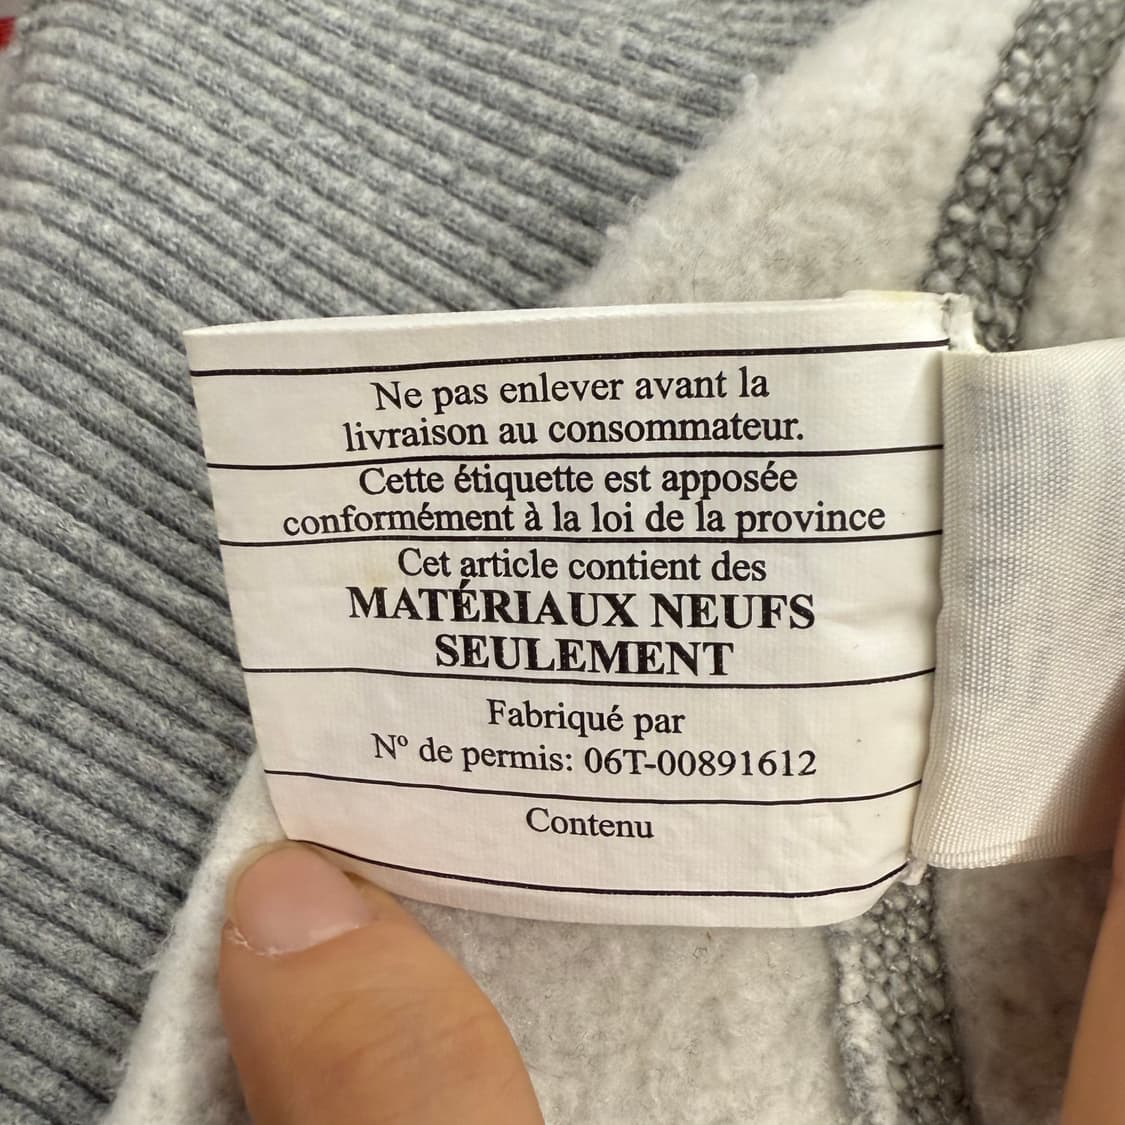 Ne pas enlever avant la
livraison au consommateur.
Cette étiquette est apposée
conformément à la loi de la province
Cet article contient des
MATÉRIAUX NEUFS
SEULEMENT
Fabriqué par
Nº de permis: 06T-00891612
Contenu